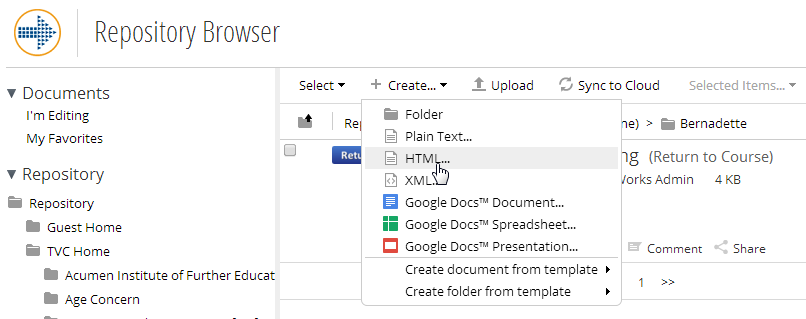 Repository Browser
Select Create... Upload Sync to Cloud Selected Items...
Documents
I'm Editing
My Favorites
Repository
Repository
Guest Home
TVC Home
Acumen Institute of Further Educat
Age Concern
Folder
Plain Text...
HTML...
XML...
Google Docs™ Document...
Google Docs™ Spreadsheet...
Google Docs™ Presentation...
Create document from template
Create folder from template
me) > Bernadette
ng (Return to Course)
Works Admin 4 KB
Comment Share
1 >>